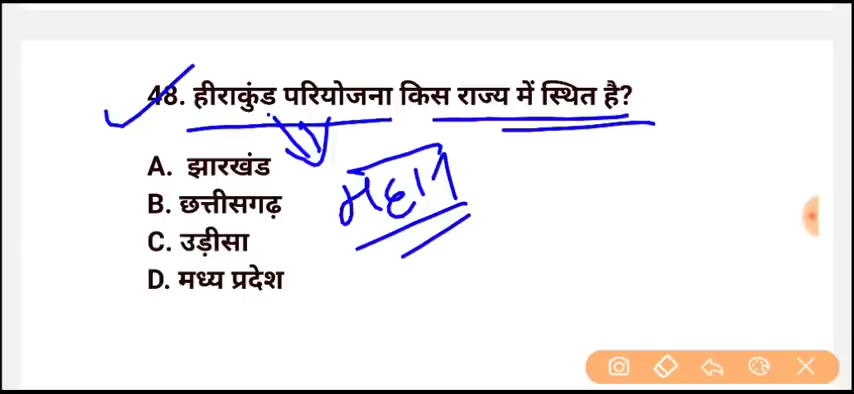 48. हीराकुंड़ परियोजना किस राज्य में स्थित है?
A. झारखंड
महान
B. छत्तीसगढ़
C. उड़ीसा
D. मध्य प्रदेश